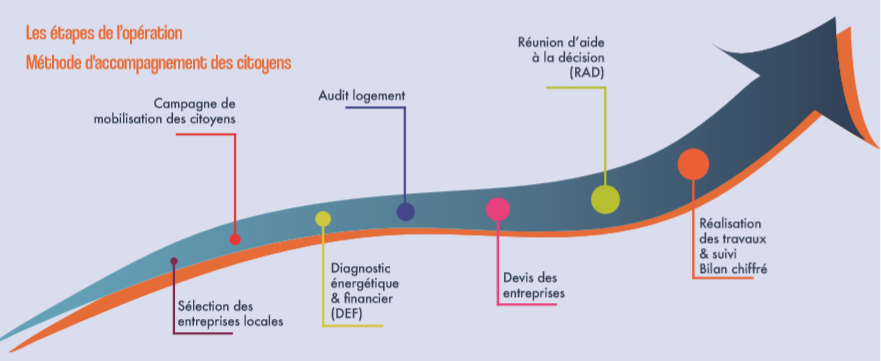 Les étapes de l'opération
Méthode d'accompagnement des citoyens
Sélection des
entreprises locales
Campagne de
mobilisation des citoyens
Diagnostic
énergétique
& financier
(DEF)
Audit logement
Devis des
entreprises
Réunion d'aide
à la décision
(RAD)
Réalisation
des travaux
& suivi
Bilan chiffré